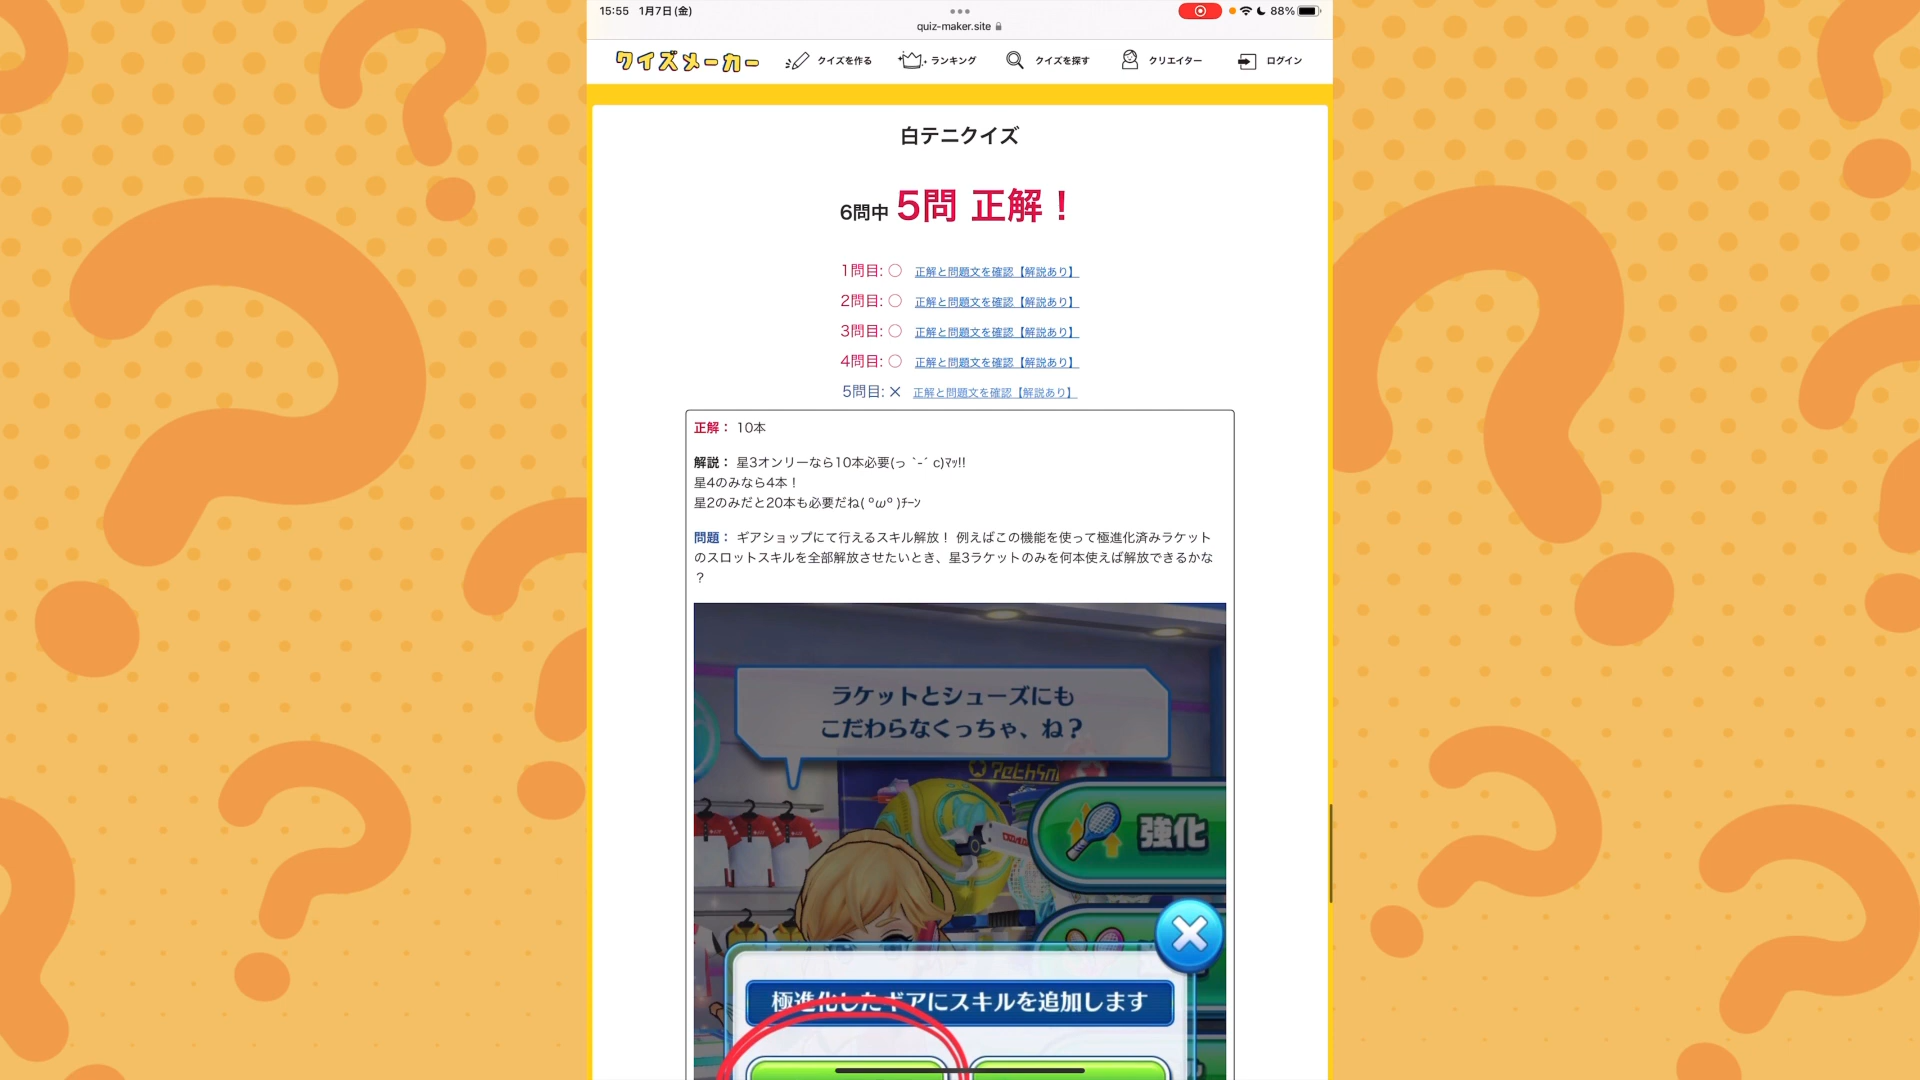 15:55 1月7日(金)
quiz-maker.site
88%
クイズメーカー
クイズを作る
ランキング
クイズを探す
クリエイター
ログイン
白テニクイズ
6問中 5問 正解！
1問目: 〇 正解と問題文を確認【解説あり】
2問目: 〇 正解と問題文を確認【解説あり】
3問目: 〇 正解と問題文を確認【解説あり】
4問目: 〇 正解と問題文を確認【解説あり】
5問目: ✕ 正解と問題文を確認【解説あり】
正解： 10本
解説： 星3オンリーなら10本必要(っ `-´ c)ﾏｯ!!
星4のみなら4本！
星2のみだと20本も必要だね( ºωº )ﾁｰﾝ
問題： ギアショップにて行えるスキル解放！ 例えばこの機能を使って極進化済みラケット
のスロットスキルを全部解放させたいとき、星3ラケットのみを何本使えば解放できるかな
？
ラケットとシューズにも
こだわらなくっちゃ、ね？
強化
極進化したギアにスキルを追加します